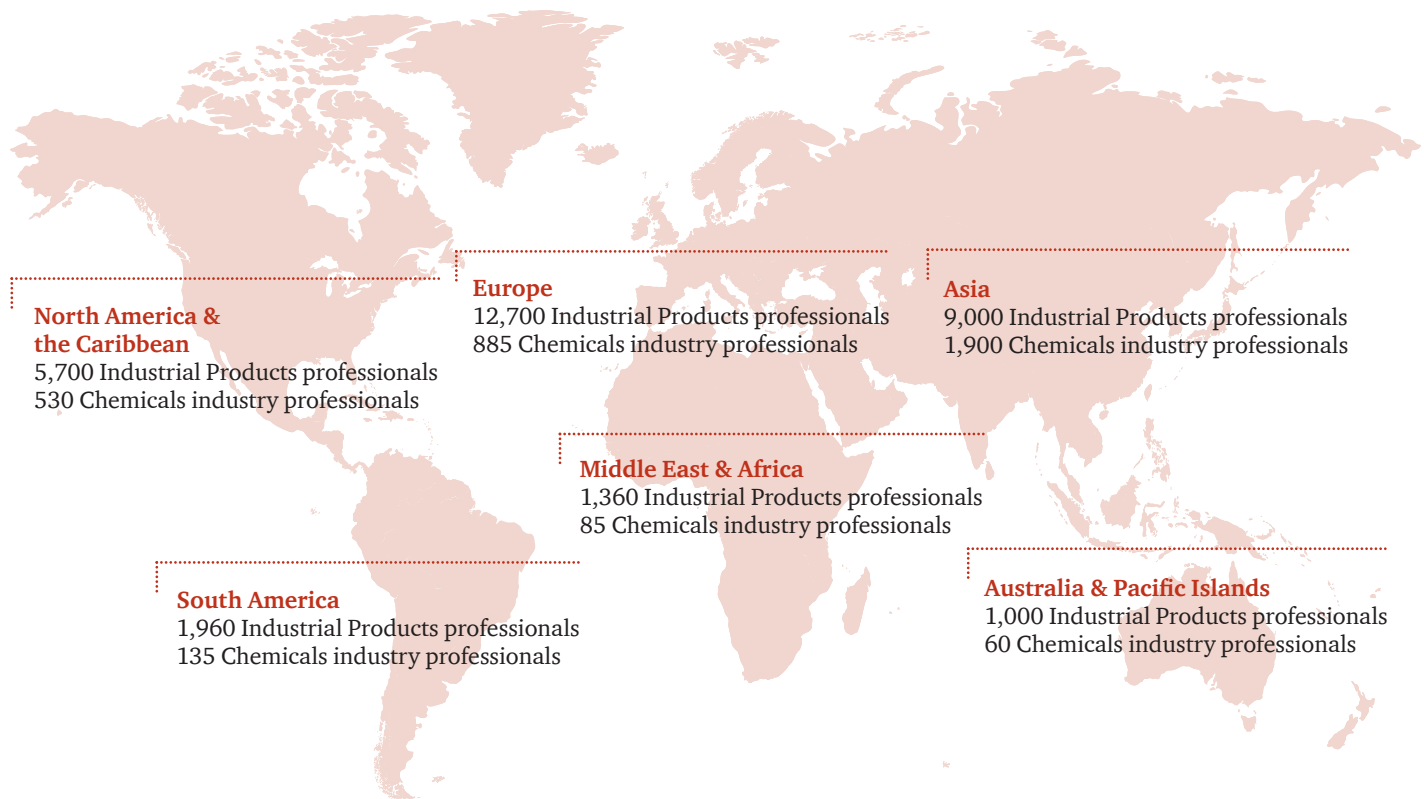 North America &
the Caribbean
5,700 Industrial Products professionals
530 Chemicals industry professionals
Europe
12,700 Industrial Products professionals
885 Chemicals industry professionals
Asia
9,000 Industrial Products professionals
1,900 Chemicals industry professionals
Middle East & Africa
1,360 Industrial Products professionals
85 Chemicals industry professionals
South America
1,960 Industrial Products professionals
135 Chemicals industry professionals
Australia & Pacific Islands
1,000 Industrial Products professionals
60 Chemicals industry professionals